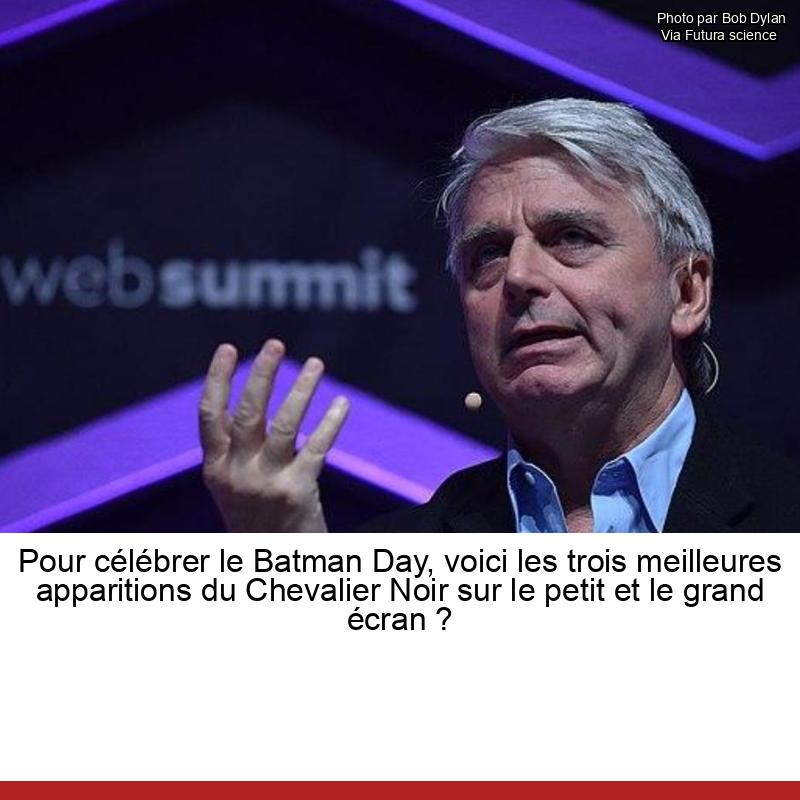 Photo par Bob Dylan
Via Futura science
websummit
Pour célébrer le Batman Day, voici les trois meilleures
apparitions du Chevalier Noir sur le petit et le grand
écran ?